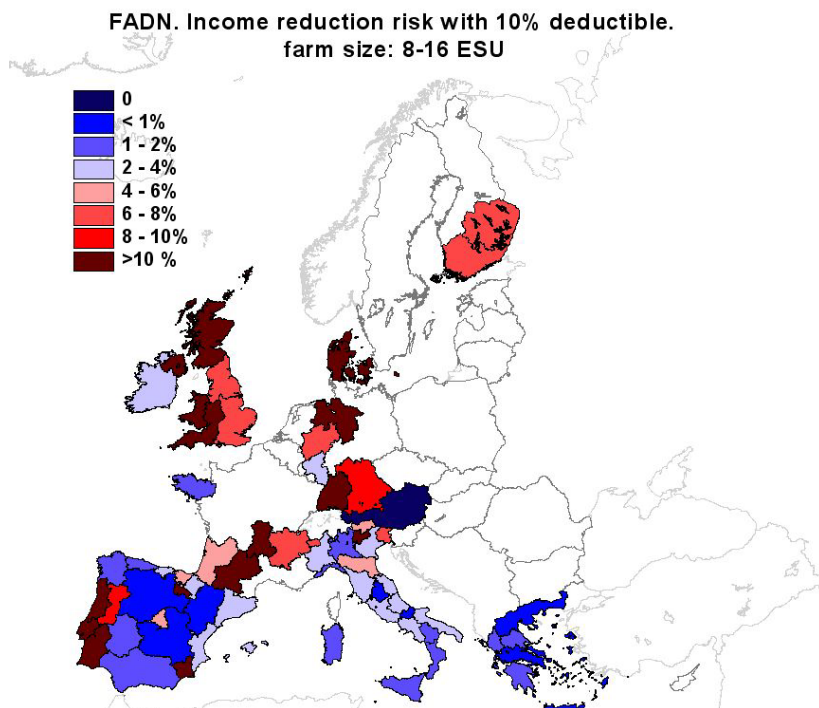 FADN. Income reduction risk with 10% deductible.
farm size: 8-16 ESU
0
< 1%
1 - 2%
2 - 4%
4 - 6%
6 - 8%
8 - 10%
>10 %